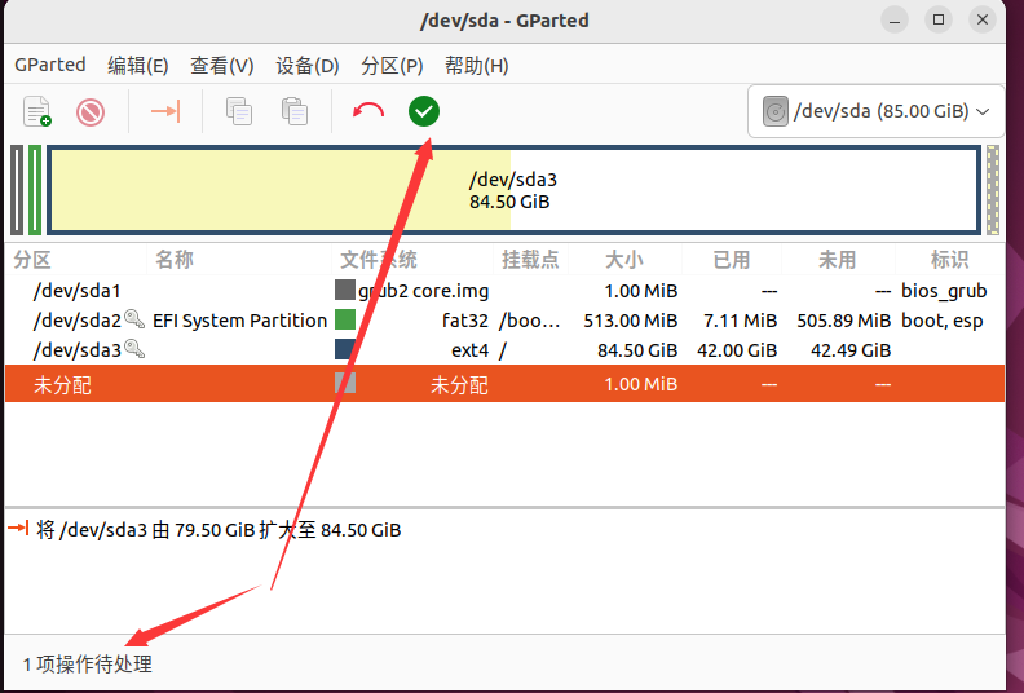 /dev/sda - GParted
GParted 编辑(E) 查看(V) 设备(D) 分区(P) 帮助(H)
/dev/sda (85.00 GiB)
/dev/sda3
84.50 GiB
分区 名称 文件系统 挂载点 大小 已用 未用 标识
/dev/sda1 grub2 core.img 1.00 MiB --- --- bios_grub
/dev/sda2 EFI System Partition fat32 /boo... 513.00 MiB 7.11 MiB 505.89 MiB boot, esp
/dev/sda3 ext4 / 84.50 GiB 42.00 GiB 42.49 GiB
未分配 未分配 1.00 MiB --- ---
将 /dev/sda3 由 79.50 GiB 扩大至 84.50 GiB
1 项操作待处理